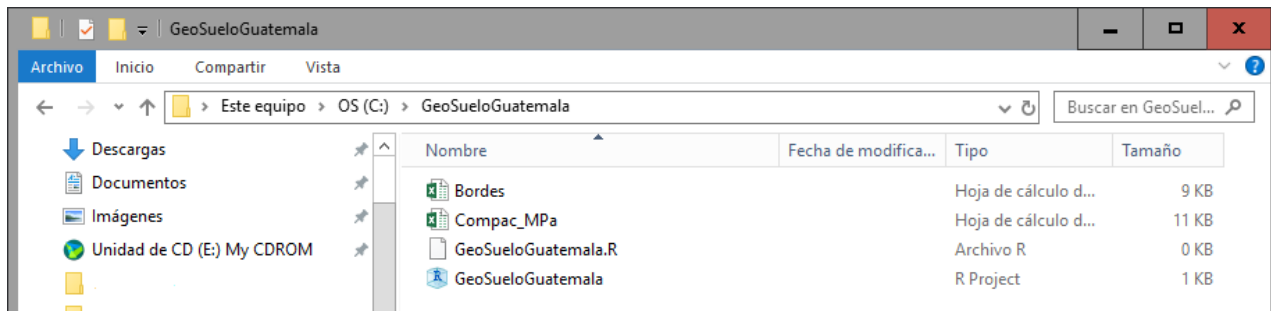 GeoSueloGuatemala
Archivo Inicio Compartir Vista
Este equipo > OS (C:) > GeoSueloGuatemala Buscar en GeoSuel...
Descargas
Documentos
Imágenes
Unidad de CD (E:) My CDROM
Nombre Fecha de modifica... Tipo Tamaño
Bordes Hoja de cálculo d... 9 KB
Compac_MPa Hoja de cálculo d... 11 KB
GeoSueloGuatemala.R Archivo R 0 KB
GeoSueloGuatemala R Project 1 KB